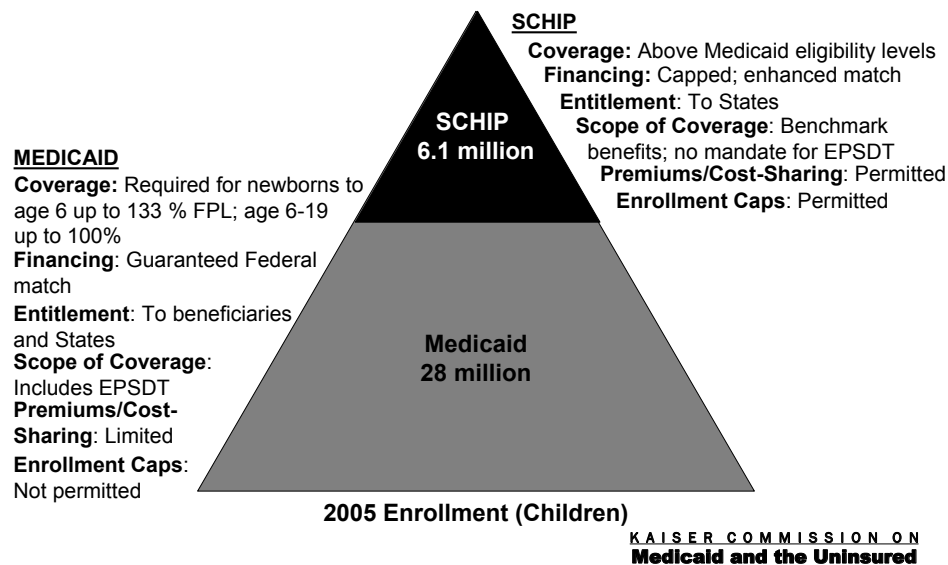 SCHIP
Coverage: Above Medicaid eligibility levels
Financing: Capped; enhanced match
Entitlement: To States
Scope of Coverage: Benchmark
benefits; no mandate for EPSDT
Premiums/Cost-Sharing: Permitted
Enrollment Caps: Permitted
SCHIP
6.1 million
MEDICAID
Coverage: Required for newborns to
age 6 up to 133 % FPL; age 6-19
up to 100%
Financing: Guaranteed Federal
match
Entitlement: To beneficiaries
and States
Scope of Coverage:
Includes EPSDT
Premiums/Cost-
Sharing: Limited
Enrollment Caps:
Not permitted
Medicaid
28 million
2005 Enrollment (Children)
KAISER COMMISSION ON
Medicaid and the Uninsured